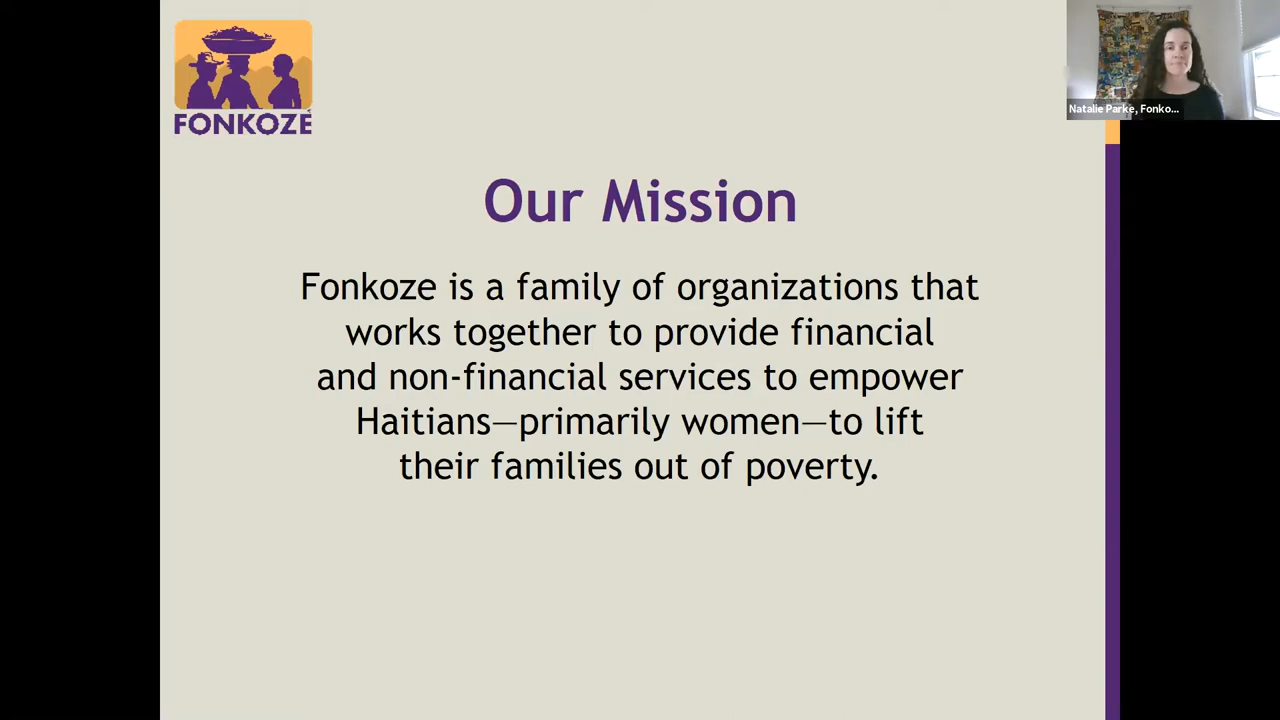 FONKOZE
Natalie Parke, Fonko...
Our Mission
Fonkoze is a family of organizations that
works together to provide financial
and non-financial services to empower
Haitians—primarily women—to lift
their families out of poverty.